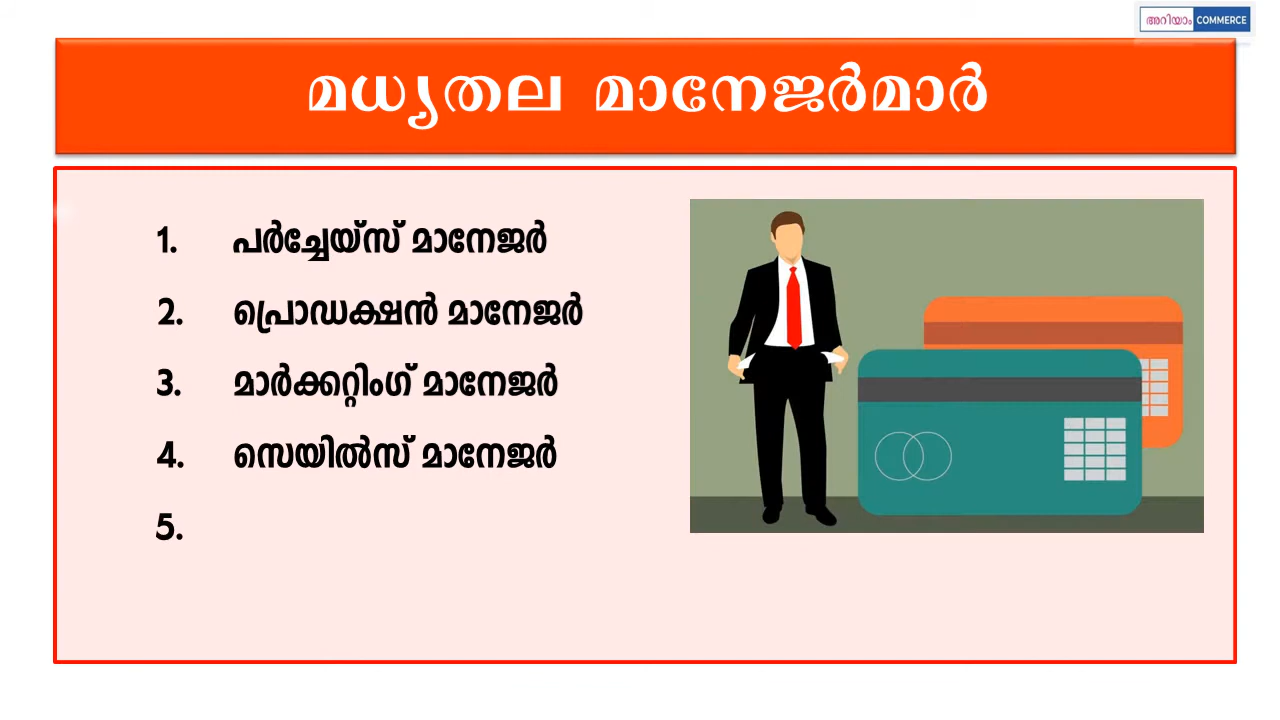 അറിയാം COMMERCE
മധ്യതല മാനേജർമാർ
1. പർച്ചേയ്സ് മാനേജർ
2. പ്രൊഡക്ഷൻ മാനേജർ
3. മാർക്കറ്റിംഗ് മാനേജർ
4. സെയിൽസ് മാനേജർ
5.